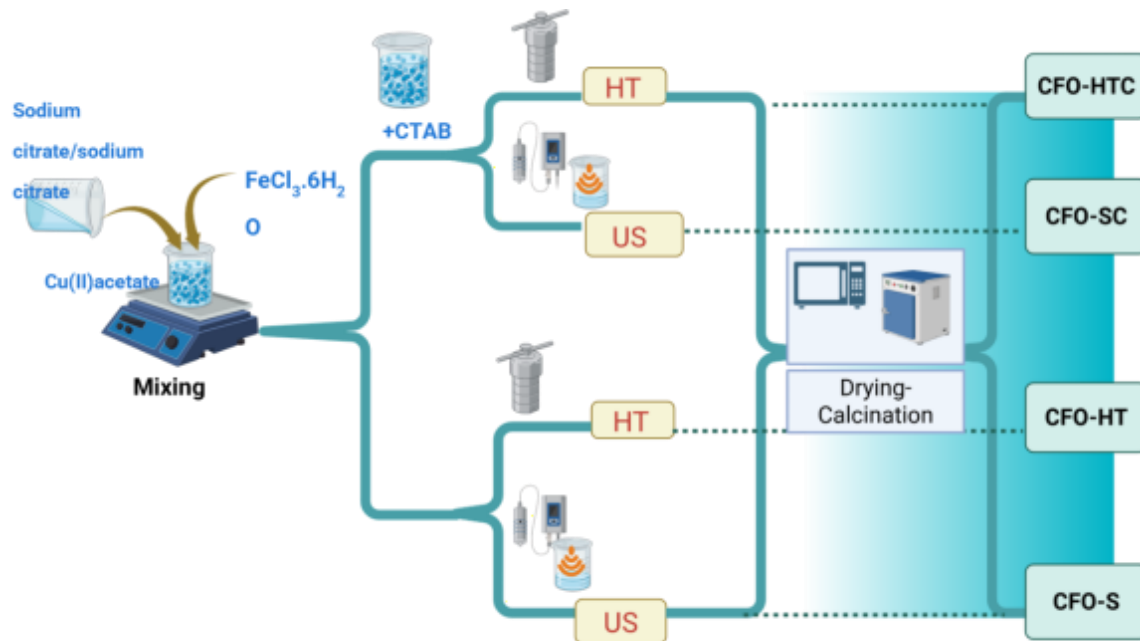 Sodium
citrate/sodium
citrate
FeCl₃.6H₂
O
Cu(II)acetate
Mixing
+CTAB
HT
US
HT
US
Drying-
Calcination
CFO-HTC
CFO-SC
CFO-HT
CFO-S